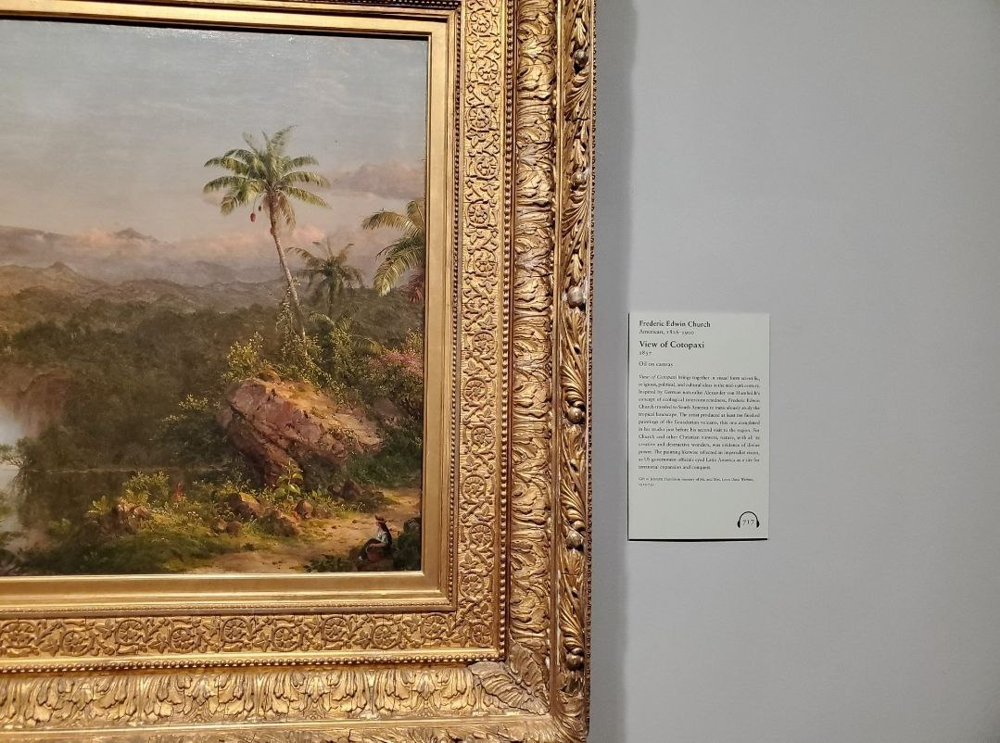 Frederic Edwin Church
American, 1826–1900
View of Cotopaxi
1857
Oil on canvas
View of Cotopaxi brings together in visual form scientific,
religious, political, and cultural ideas in the mid-19th century.
Inspired by German naturalist Alexander von Humboldt's
concept of ecological interconnectedness, Frederic Edwin
Church traveled to South America to meticulously study the
tropical landscape. The artist produced at least ten finished
paintings of the Ecuadorian volcano, this one completed
in his studio just before his second visit to the region. For
Church and other Christian viewers, nature, with all its
creative and destructive wonders, was evidence of divine
power. The painting likewise reflected an imperialist vision,
as US government officials eyed Latin America as a site for
territorial expansion and conquest.
Gift of Jennette Hamlin in memory of Mr. and Mrs. Louis Dana Webster,
1919.753
717